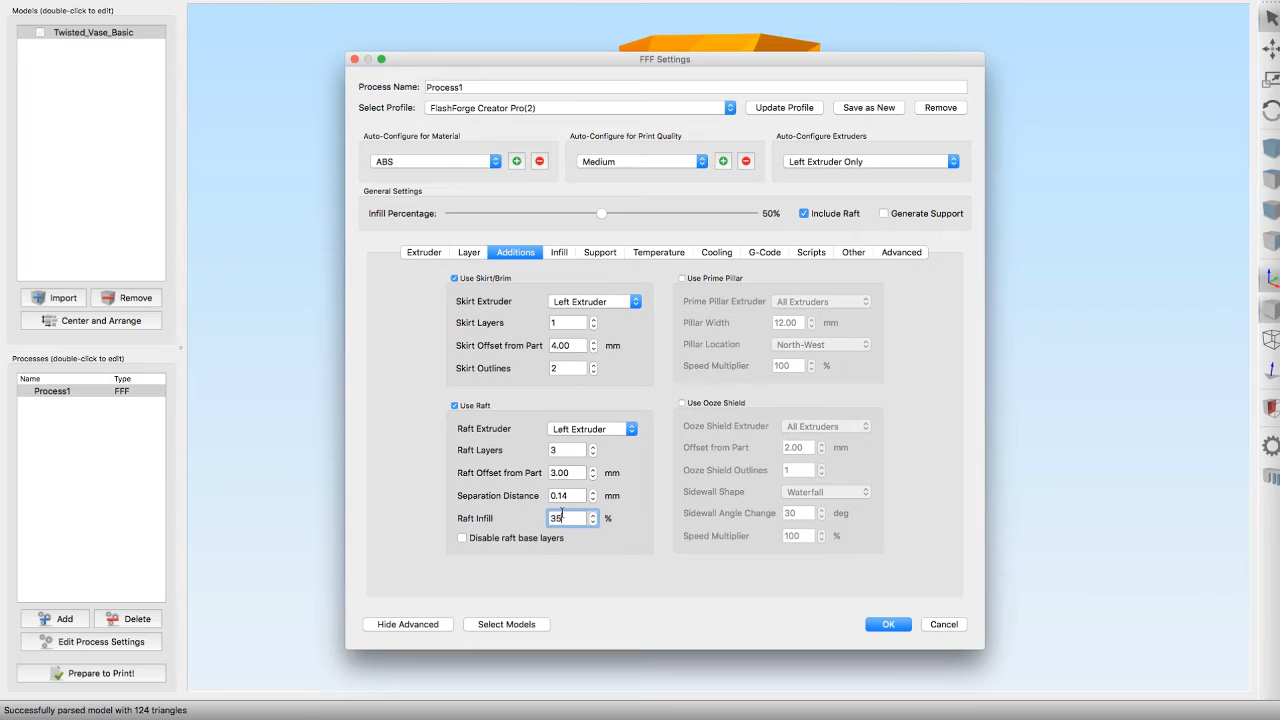 Models (double-click to edit)
Twisted_Vase_Basic
Import
Remove
Center and Arrange
Processes (double-click to edit)
Name Type
Process1 FFF
Add
Delete
Edit Process Settings
Prepare to Print!
Successfully parsed model with 124 triangles
FFF Settings
Process Name: Process1
Select Profile: FlashForge Creator Pro(2) Update Profile Save as New Remove
Auto-Configure for Material Auto-Configure for Print Quality Auto-Configure Extruders
ABS Medium Left Extruder Only
General Settings
Infill Percentage: 50% Include Raft Generate Support
Extruder Layer Additions Infill Support Temperature Cooling G-Code Scripts Other Advanced
Use Skirt/Brim
Skirt Extruder Left Extruder
Skirt Layers 1
Skirt Offset from Part 4.00 mm
Skirt Outlines 2
Use Raft
Raft Extruder Left Extruder
Raft Layers 3
Raft Offset from Part 3.00 mm
Separation Distance 0.14 mm
Raft Infill 35 %
Disable raft base layers
Use Prime Pillar
Prime Pillar Extruder All Extruders
Pillar Width 12.00 mm
Pillar Location North-West
Speed Multiplier 100 %
Use Ooze Shield
Ooze Shield Extruder All Extruders
Offset from Part 2.00 mm
Ooze Shield Outlines 1
Sidewall Shape Waterfall
Sidewall Angle Change 30 deg
Speed Multiplier 100 %
Hide Advanced Select Models OK Cancel